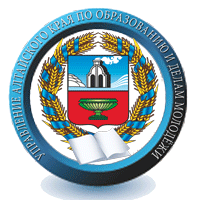 УПРАВЛЕНИЕ АЛТАЙСКОГО КРАЯ ПО ОБРАЗОВАНИЮ И ДЕЛАМ МОЛОДЕЖИ